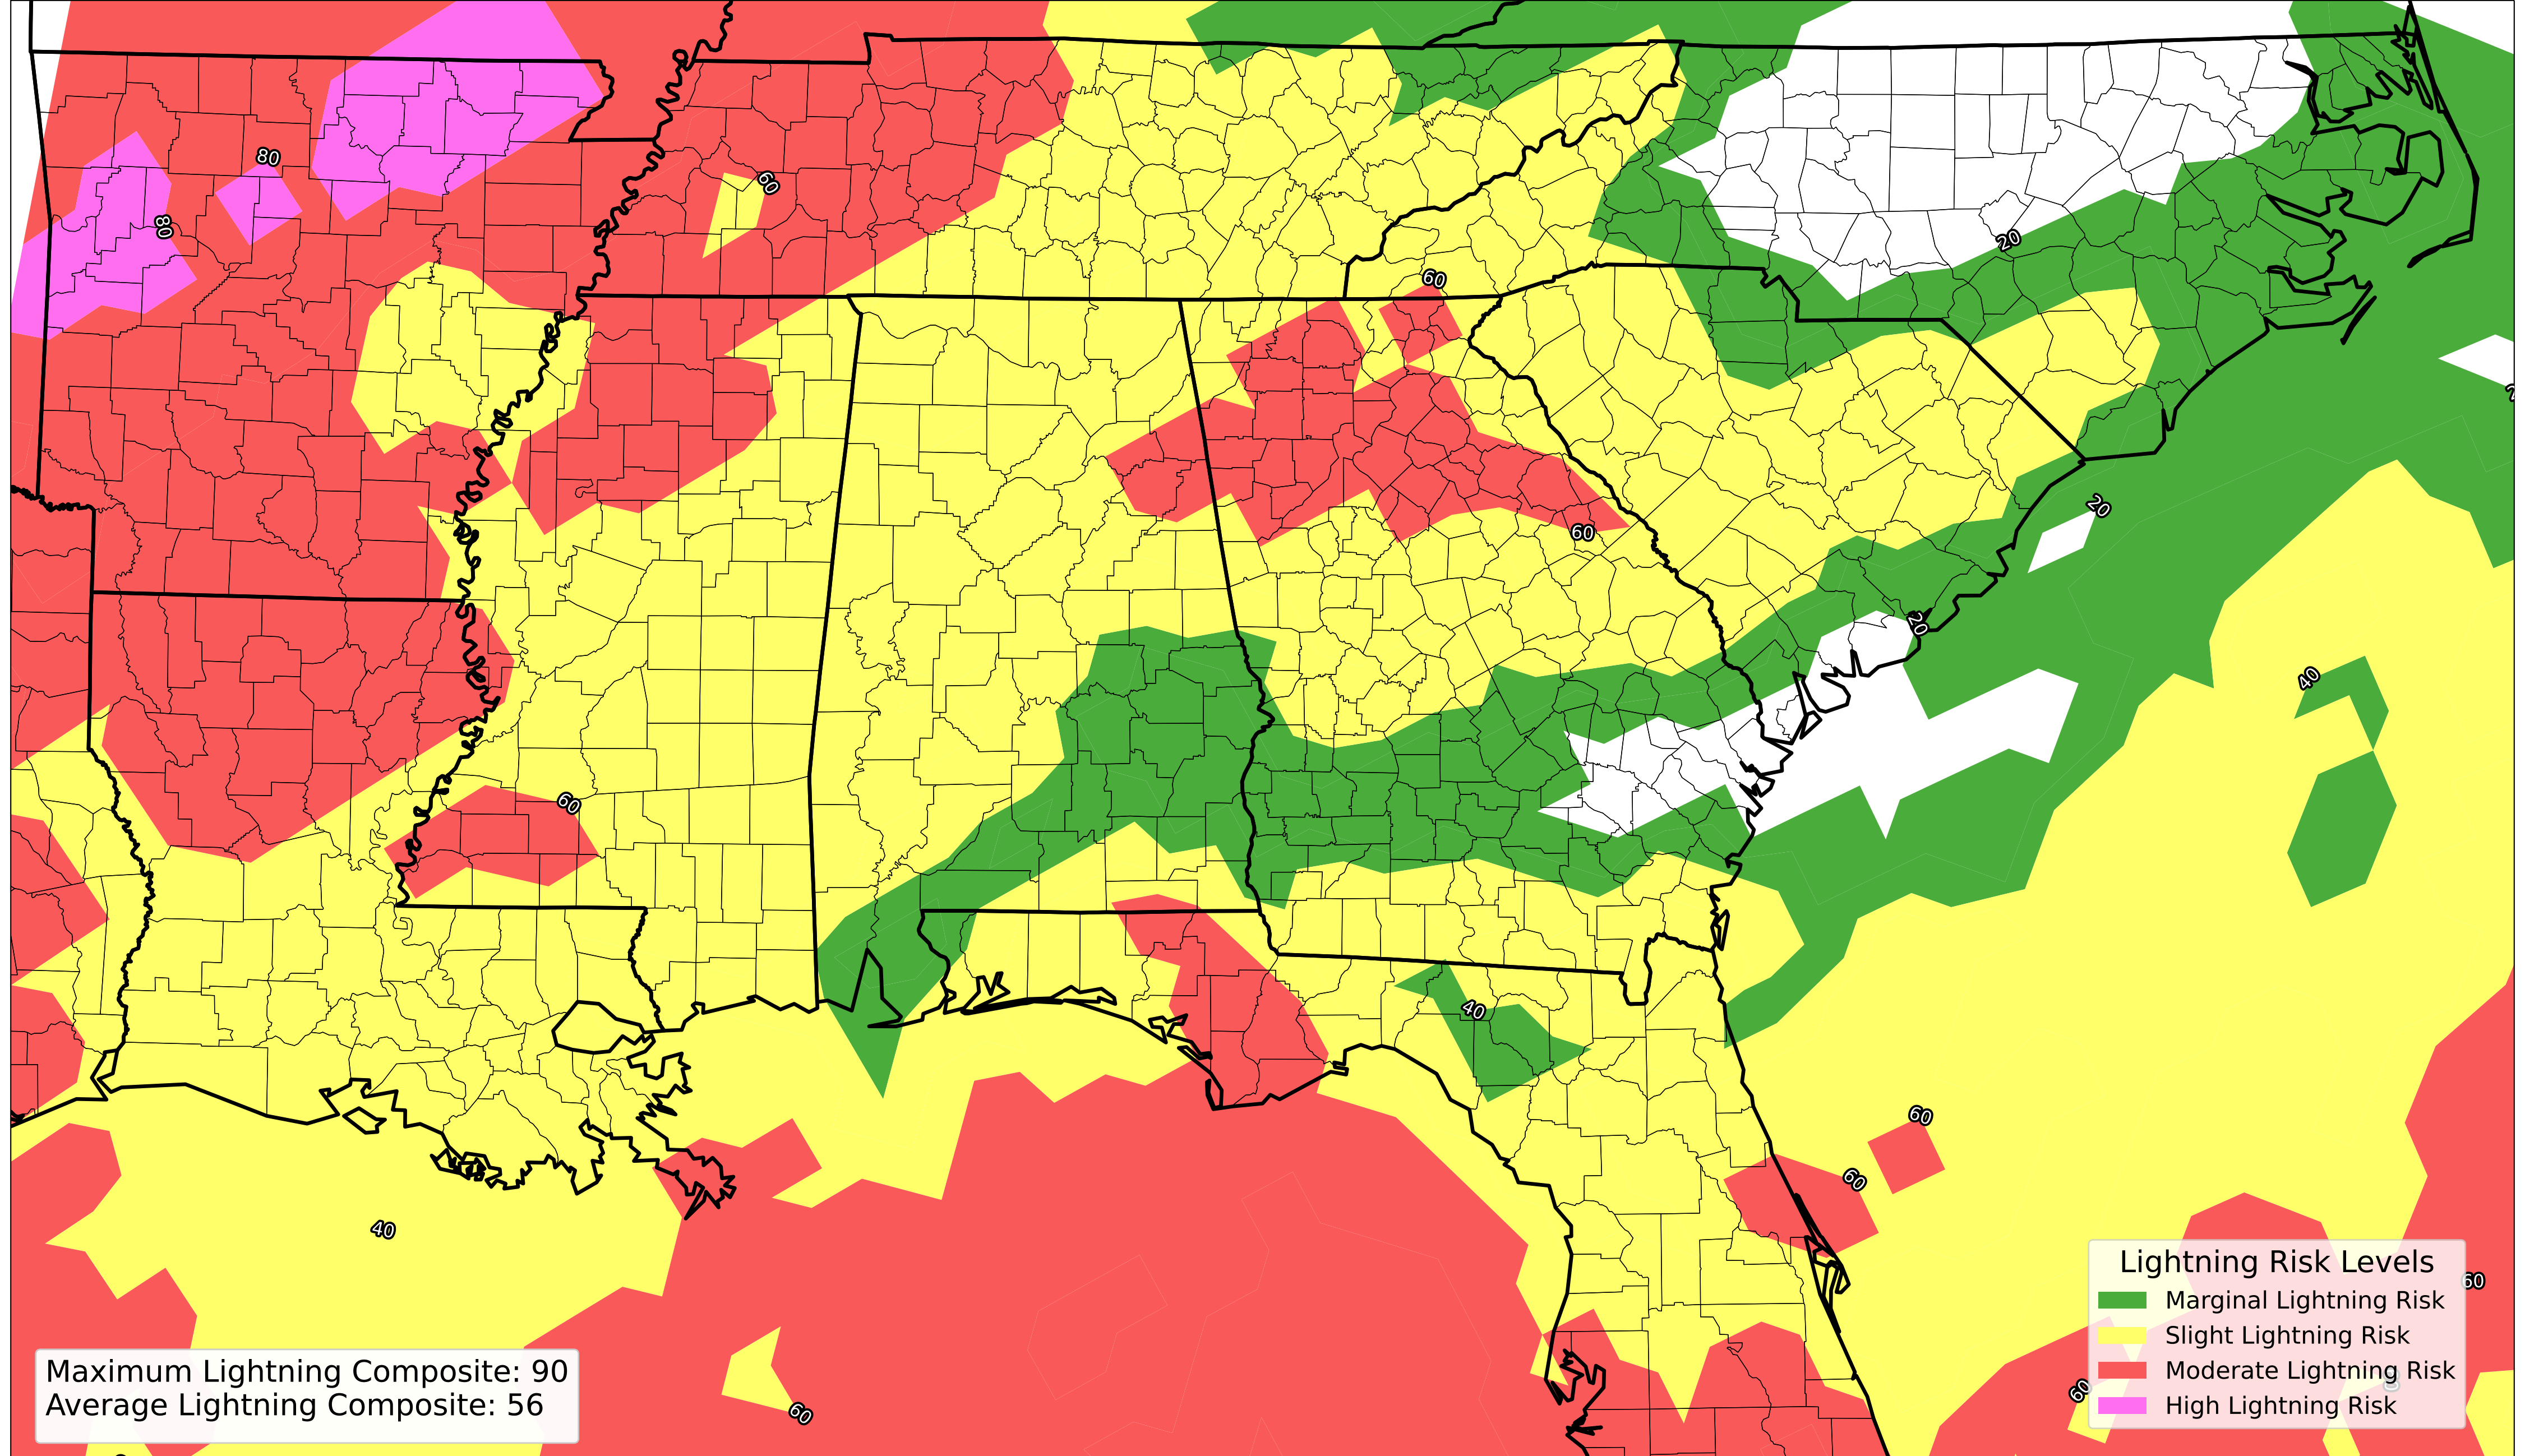 80
60
80
60
20
20
60
20
40
60
40
60
60
40
60
60
60
Lightning Risk Levels
Marginal Lightning Risk
Slight Lightning Risk
Moderate Lightning Risk
High Lightning Risk
Maximum Lightning Composite: 90
Average Lightning Composite: 56